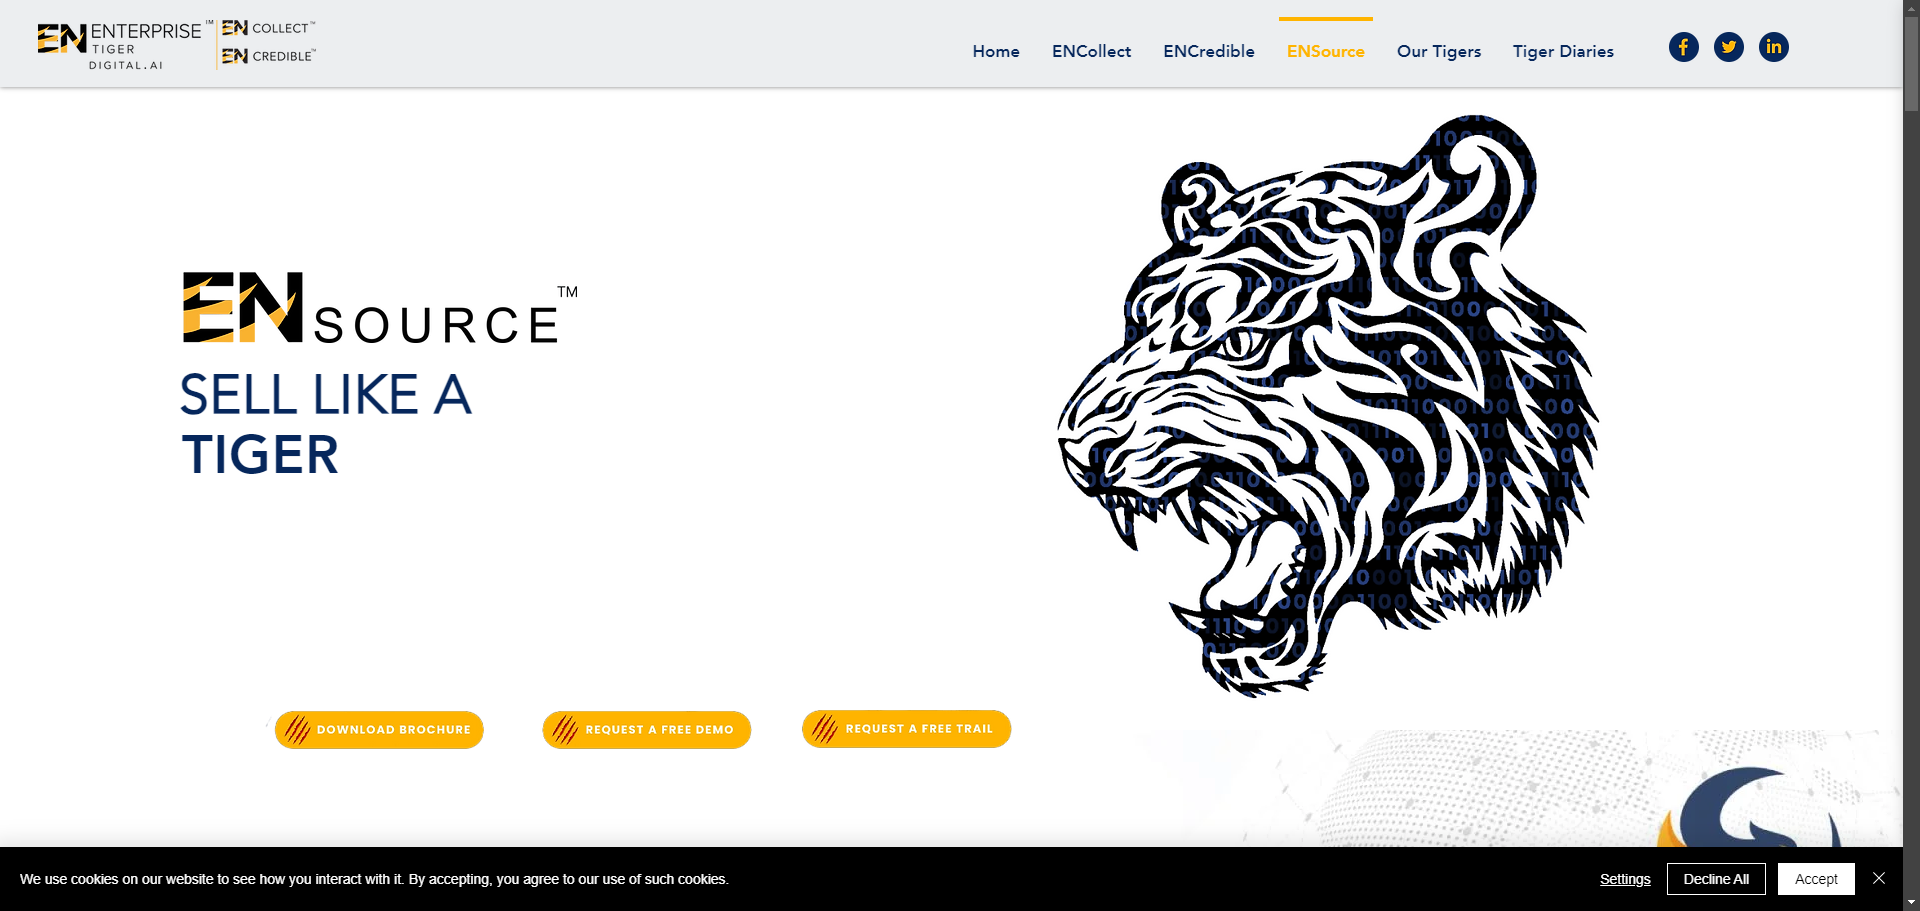 EN ENTERPRISE™
TIGER
DIGITAL.AI
EN COLLECT™
EN CREDIBLE™
Home
ENCollect
ENCredible
ENSource
Our Tigers
Tiger Diaries
EN SOURCE™
SELL LIKE A
TIGER
DOWNLOAD BROCHURE
REQUEST A FREE DEMO
REQUEST A FREE TRAIL
We use cookies on our website to see how you interact with it. By accepting, you agree to our use of such cookies.
Settings
Decline All
Accept